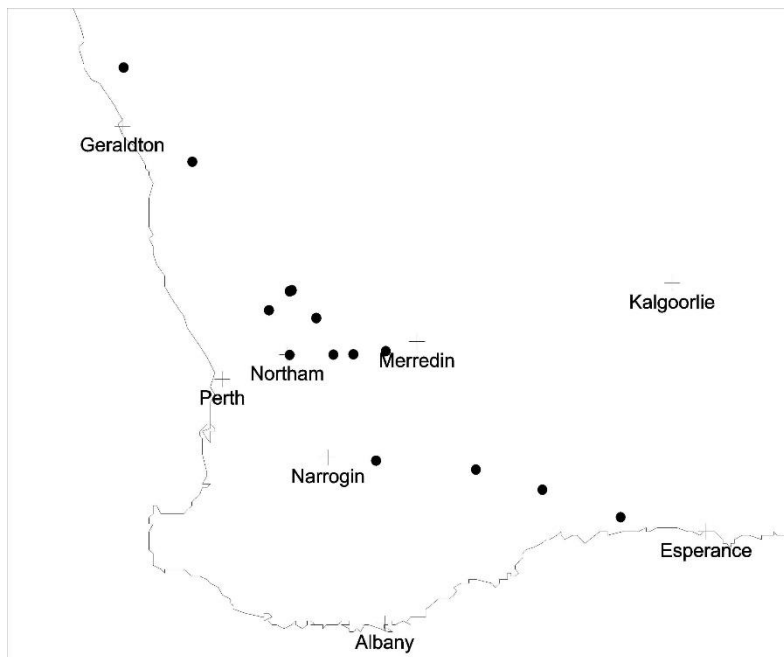 Geraldton
Kalgoorlie
Merredin
Northam
Perth
Narrogin
Esperance
Albany